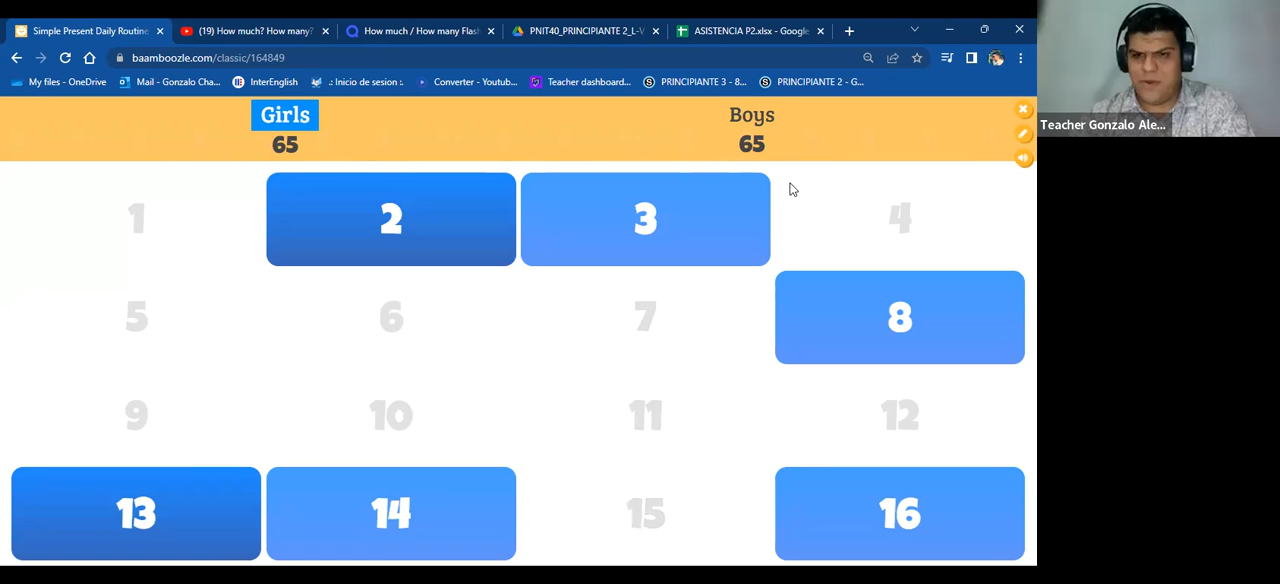 Simple Present Daily Routine
(19) How much? How many?
How much / How many Flash
PNIT40_PRINCIPIANTE 2_L-V
ASISTENCIA P2.xlsx - Google
baamboozle.com/classic/164849
My files - OneDrive
Mail - Gonzalo Cha...
InterEnglish
.: Inicio de sesion :.
Converter - Youtub...
Teacher dashboard...
PRINCIPIANTE 3 - 8...
PRINCIPIANTE 2 - G...
Girls
65
Boys
65
Teacher Gonzalo Ale...
1 2 3 4
5 6 7 8
9 10 11 12
13 14 15 16